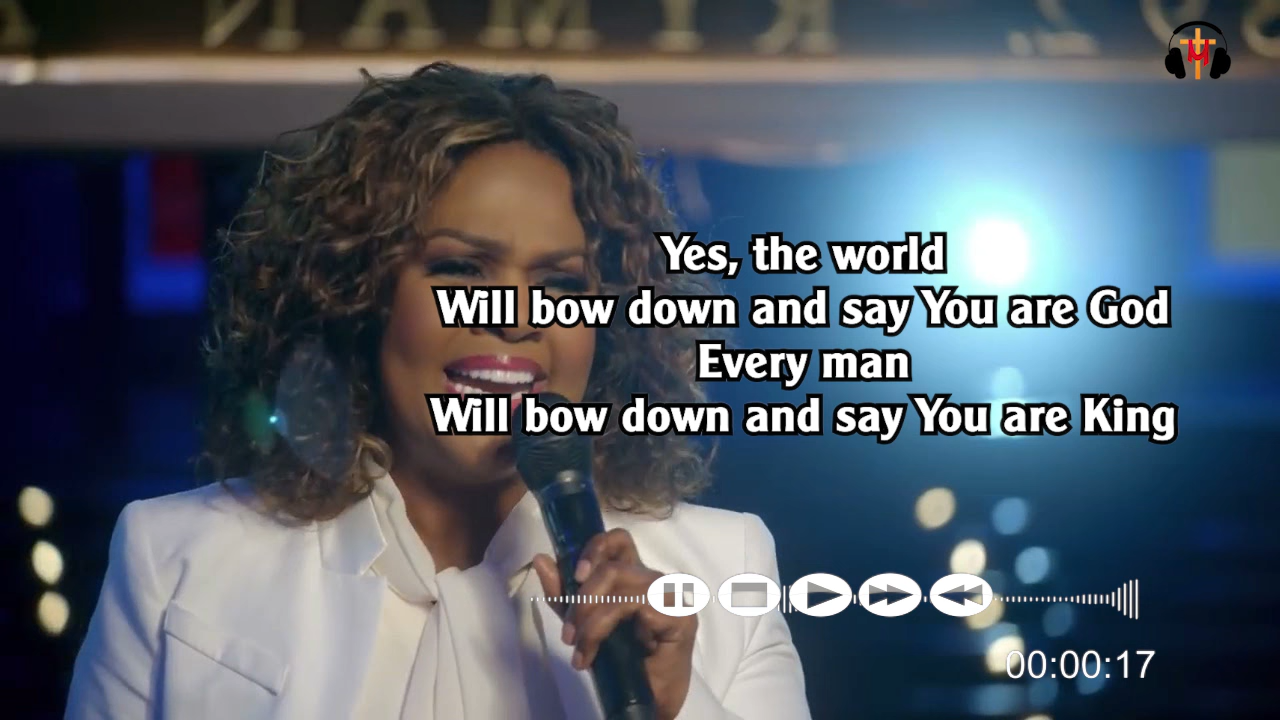 RYMAN
Yes, the world
Will bow down and say You are God
Every man
Will bow down and say You are King
00:00:17